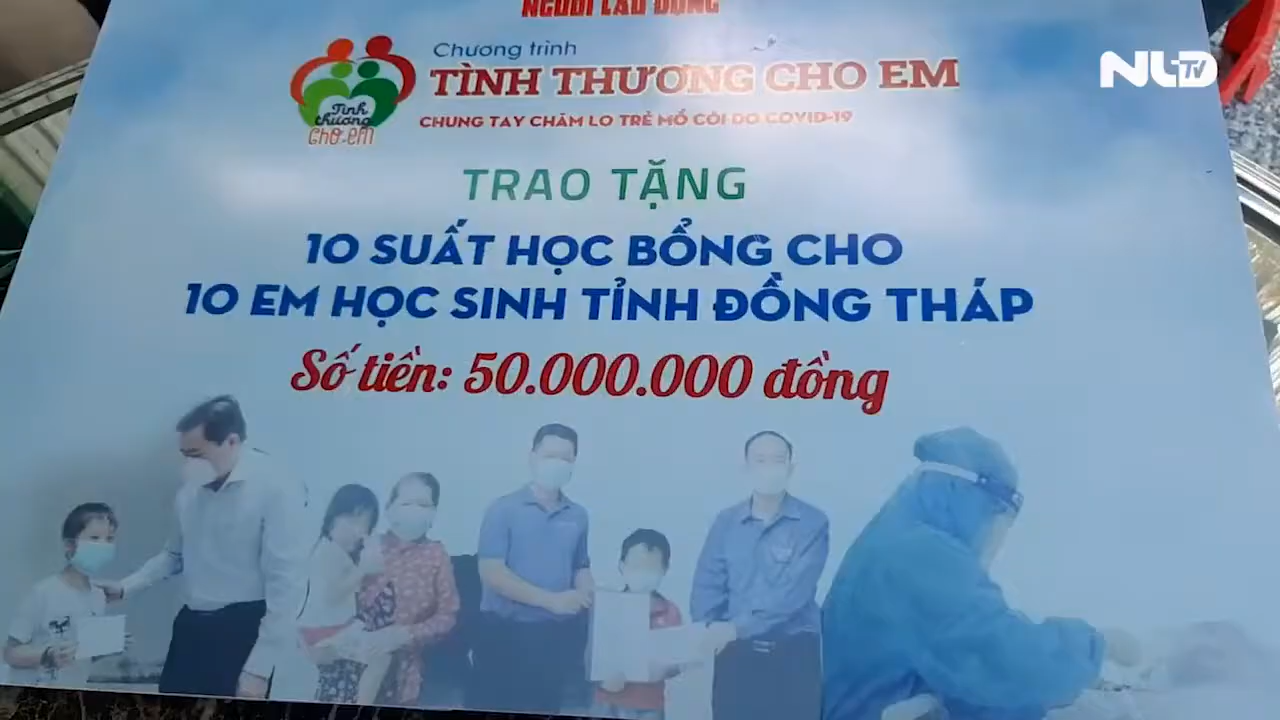 NGƯỜI LAO ĐỘNG
NLDTV
Chương trình
TÌNH THƯƠNG CHO EM
CHUNG TAY CHĂM LO TRẺ MỒ CÔI DO COVID-19
Tình thương Cho em
TRAO TẶNG
10 SUẤT HỌC BỔNG CHO
10 EM HỌC SINH TỈNH ĐỒNG THÁP
Số tiền: 50.000.000 đồng